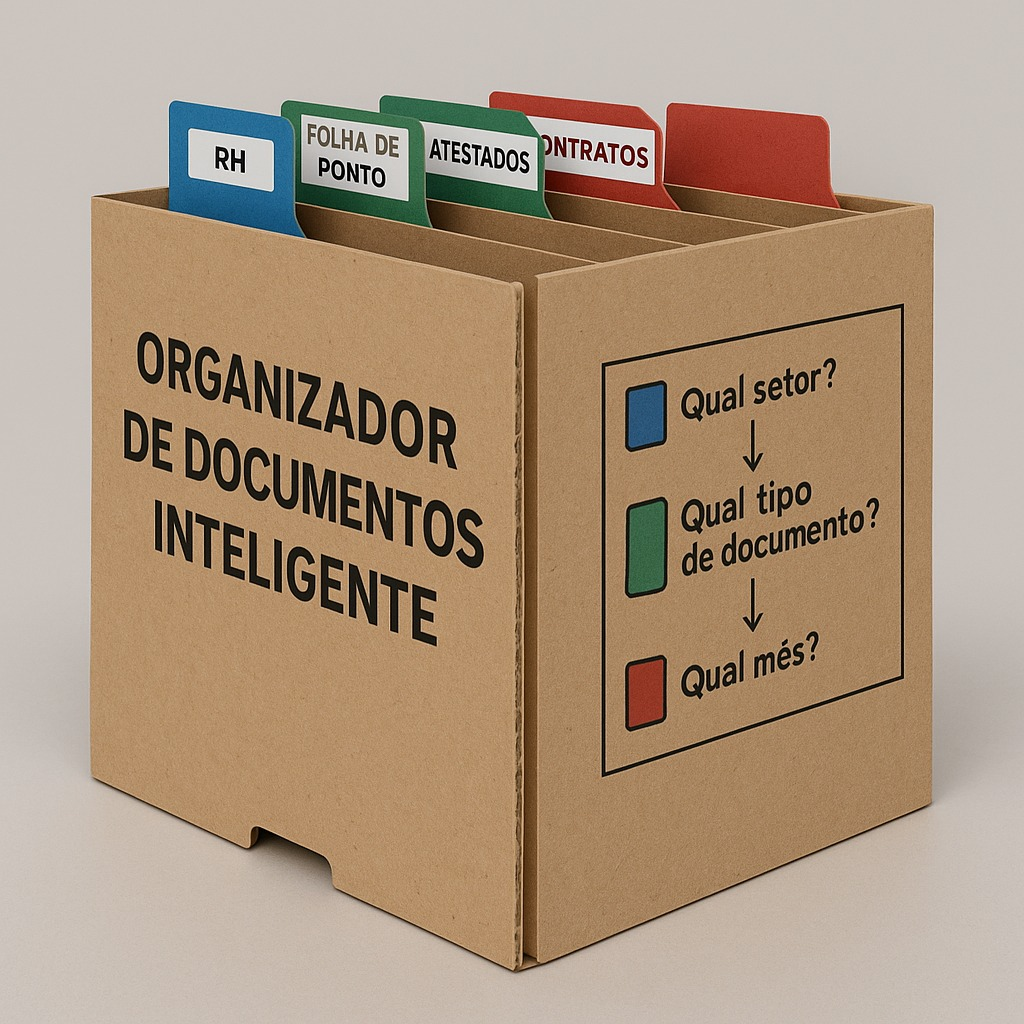 RH
FOLHA DE
PONTO
ATESTADOS
ONTRATOS
ORGANIZADOR
DE DOCUMENTOS
INTELIGENTE
Qual setor?
Qual tipo
de documento?
Qual més?